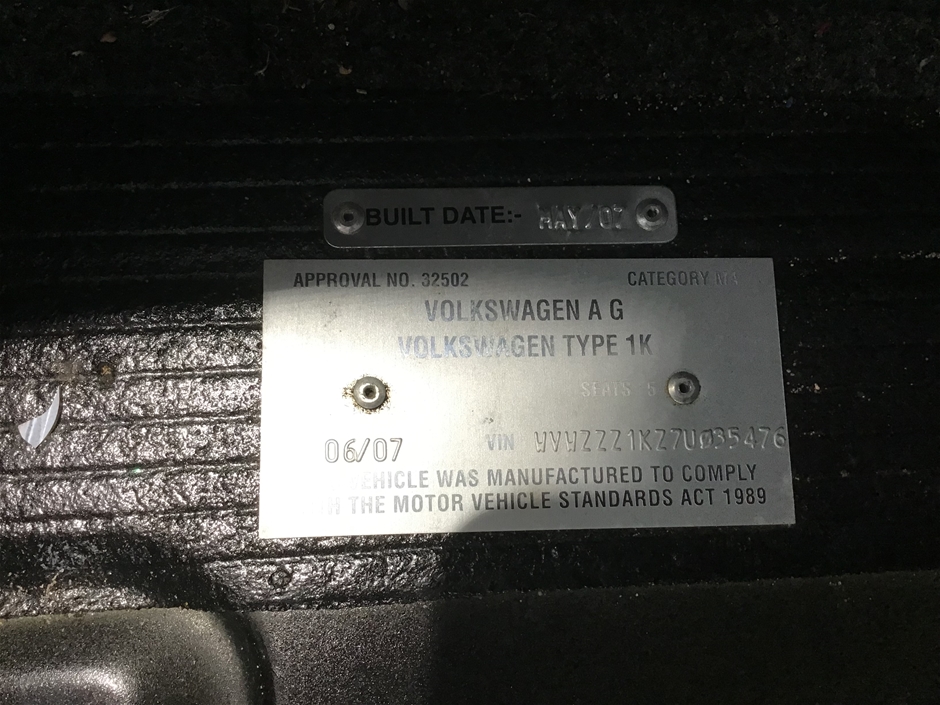 BUILT DATE:- MAY/07
APPROVAL NO. 32502 CATEGORY MA
VOLKSWAGEN A G
VOLKSWAGEN TYPE 1K
SEATS 5
06/07 VIN WVWZZZ1KZ7U035476
VEHICLE WAS MANUFACTURED TO COMPLY
THE MOTOR VEHICLE STANDARDS ACT 1989